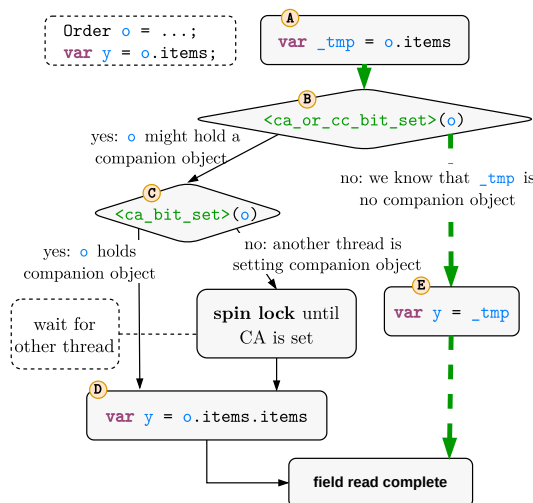 Order o = ...;
var y = o.items;
A
var _tmp = o.items
B
<ca_or_cc_bit_set>(o)
yes: o might hold a
companion object
no: we know that _tmp is
no companion object
C
<ca_bit_set>(o)
yes: o holds
companion object
no: another thread is
setting companion object
E
var y = _tmp
wait for
other thread
spin lock until
CA is set
D
var y = o.items.items
field read complete